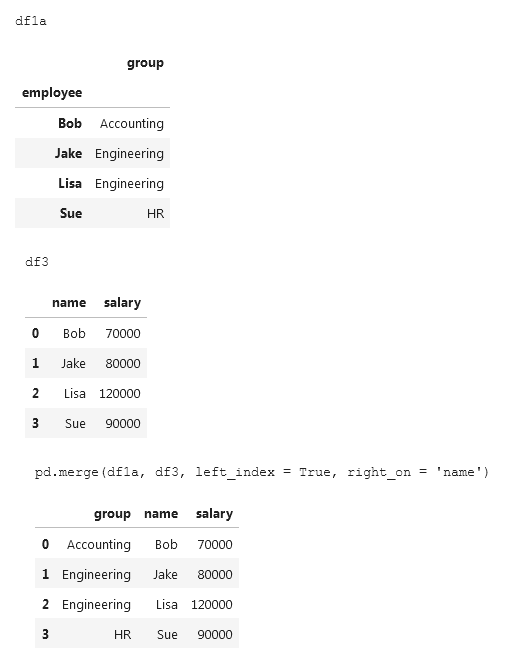 df1a
group
employee
Bob Accounting
Jake Engineering
Lisa Engineering
Sue HR
df3
name salary
0 Bob 70000
1 Jake 80000
2 Lisa 120000
3 Sue 90000
pd.merge(df1a, df3, left_index = True, right_on = 'name')
group name salary
0 Accounting Bob 70000
1 Engineering Jake 80000
2 Engineering Lisa 120000
3 HR Sue 90000